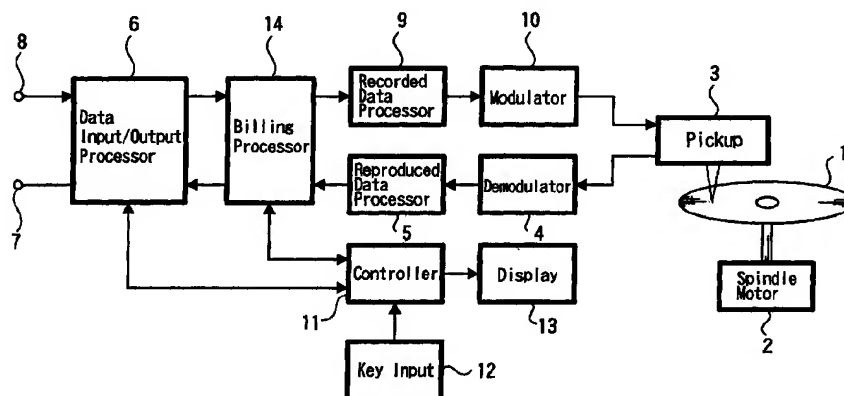 6
14
9
10
8
3
1
Data
Input/Output
Processor
Billing
Processor
Recorded
Data
Processor
Modulator
Pickup
7
Reproduced
Data
Processor
Demodulator
5
4
Controller
Display
Spindle
Motor
11
13
2
Key Input
12